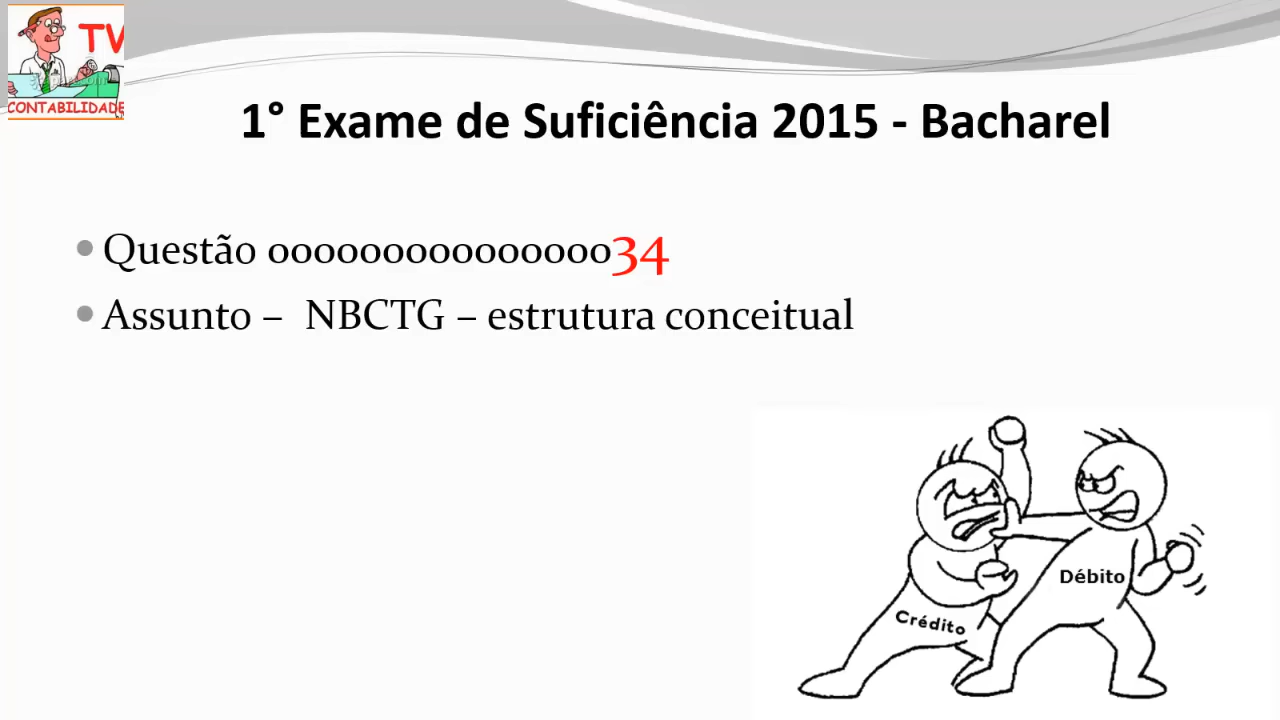 TV
CONTABILIDADE
1° Exame de Suficiência 2015 - Bacharel
Questão ooooooooooooooo34
Assunto – NBCTG – estrutura conceitual
Débito
Crédito